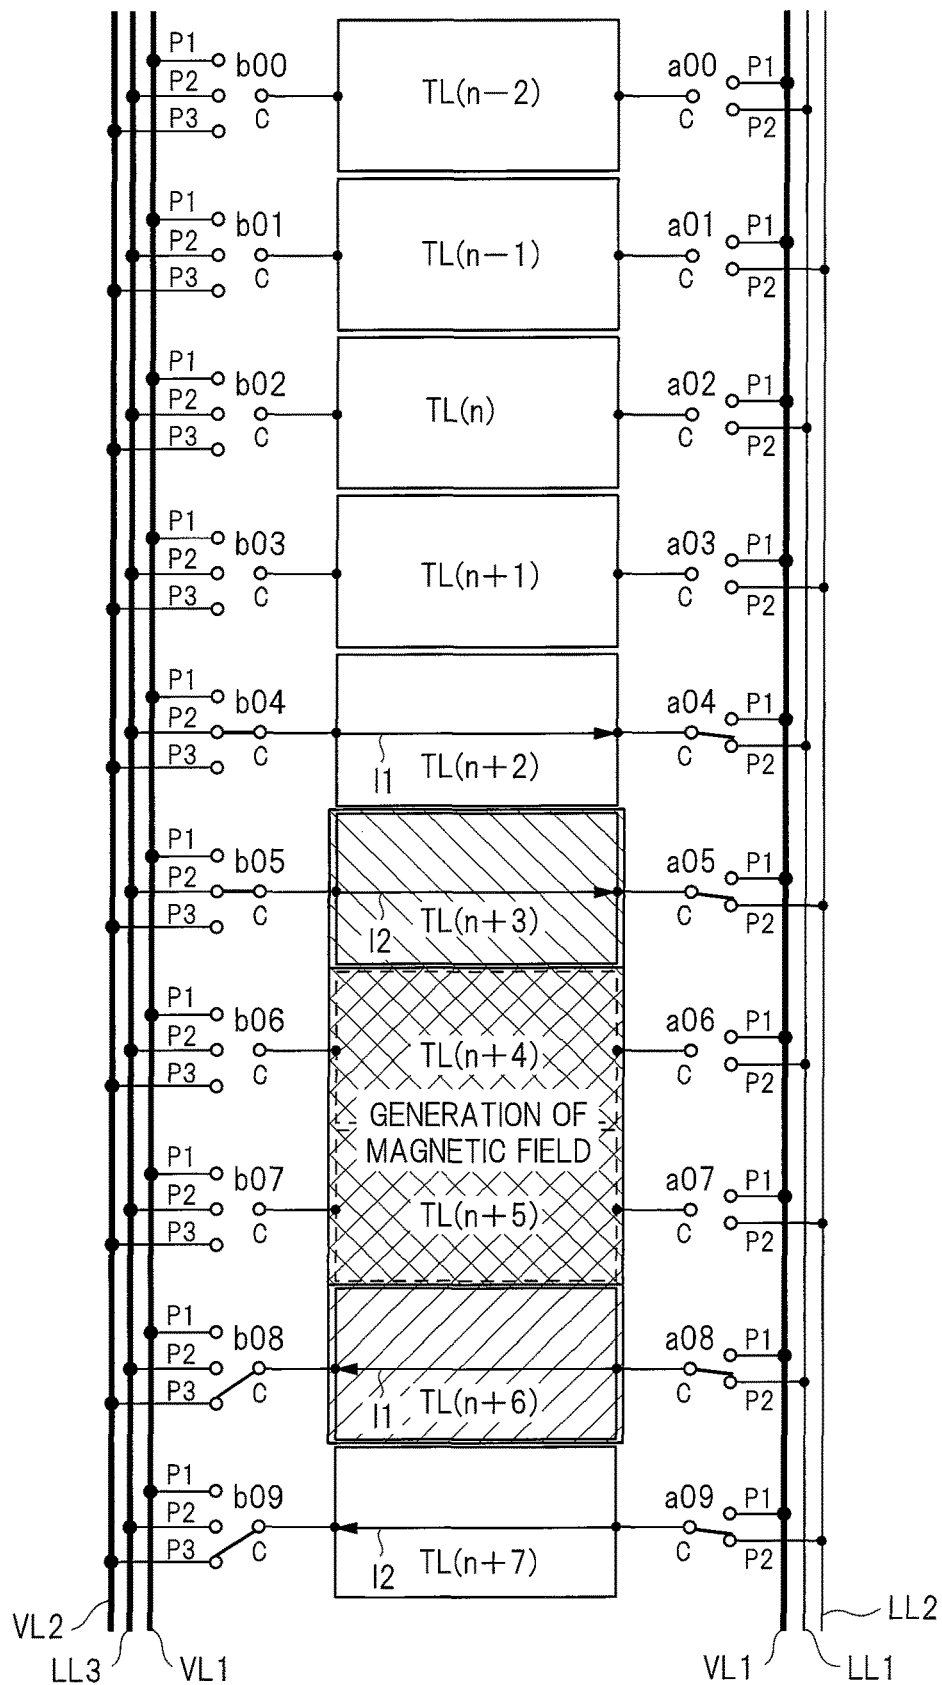 P1 b00 TL(n−2) a00 P1
P2 C C P2
P3
P1 b01 TL(n−1) a01 P1
P2 C C P2
P3
P1 b02 TL(n) a02 P1
P2 C C P2
P3
P1 b03 TL(n+1) a03 P1
P2 C C P2
P3
P1 b04 a04 P1
P2 C I1 TL(n+2) C P2
P3
P1 b05 a05 P1
P2 C I2 TL(n+3) C P2
P3
P1 b06 TL(n+4) a06 P1
P2 C C P2
P3
GENERATION OF
MAGNETIC FIELD
P1 b07 TL(n+5) a07 P1
P2 C C P2
P3
P1 b08 a08 P1
P2 C I1 TL(n+6) C P2
P3
P1 b09 a09 P1
P2 C I2 TL(n+7) C P2
P3
VL2 LL2
LL3 VL1 VL1 LL1